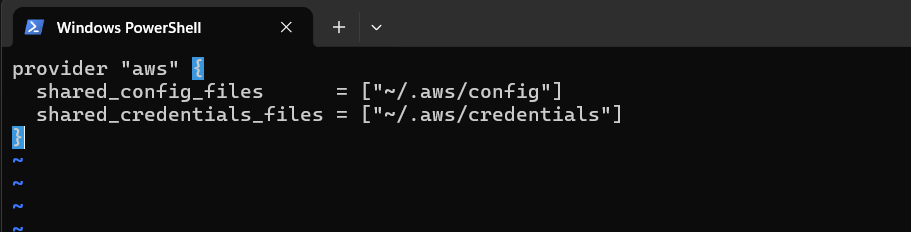 Windows PowerShell
provider "aws" {
  shared_config_files      = ["~/.aws/config"]
  shared_credentials_files = ["~/.aws/credentials"]
}
~
~
~
~